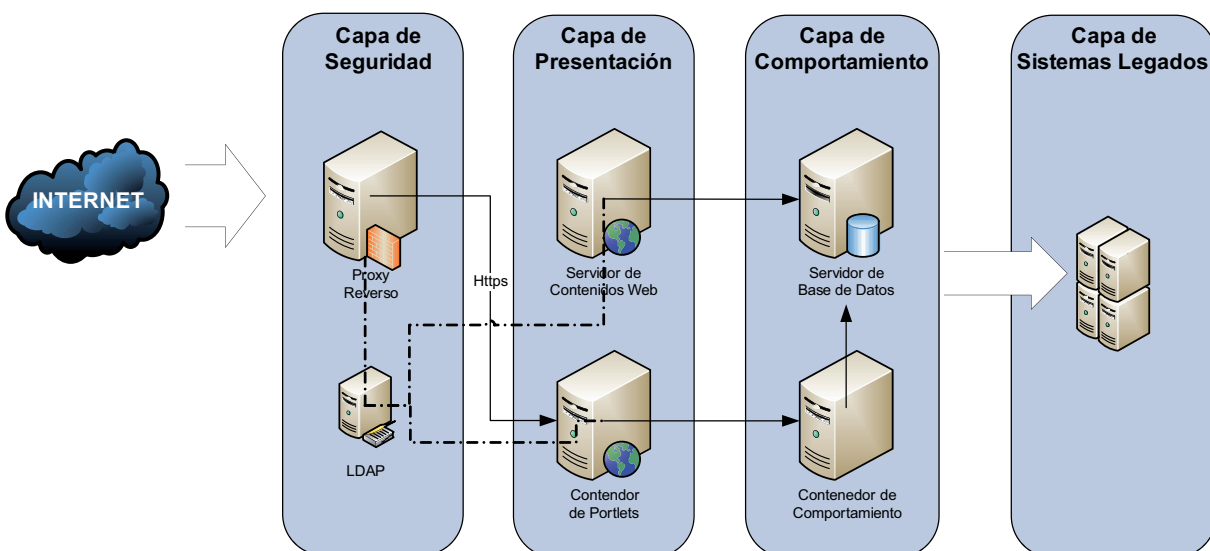 Capa de
Seguridad
Capa de
Presentación
Capa de
Comportamiento
Capa de
Sistemas Legados
INTERNET
Proxy
Reverso
Https
Servidor de
Contenidos Web
Servidor de
Base de Datos
LDAP
Contendor
de Portlets
Contenedor de
Comportamiento